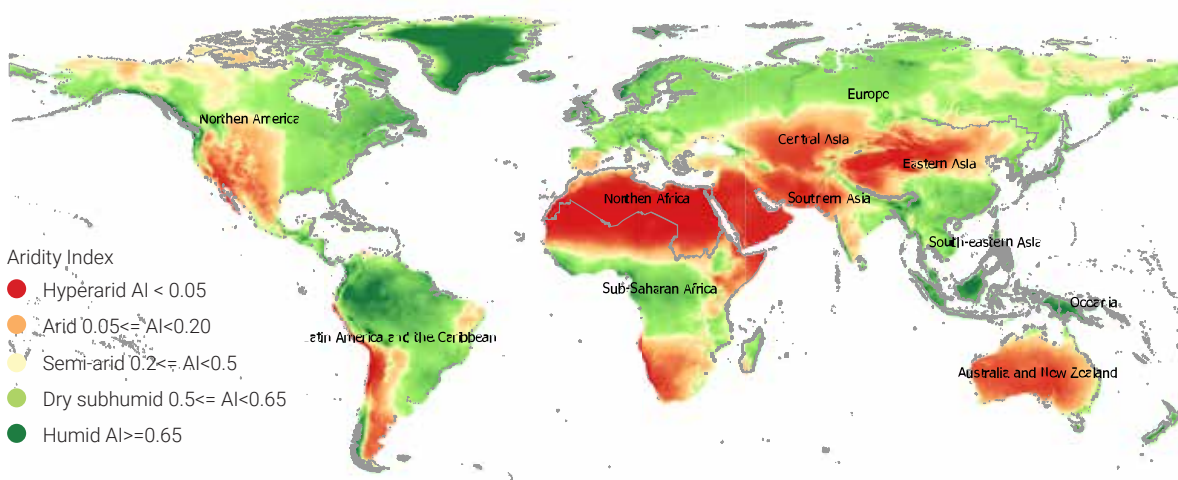 Northen America
Europe
Central Asia
Eastern Asia
Northen Africa
Soutrern Asia
South-eastern Asia
Sub-Saharan Africa
Occaria
atin America and the Caribbean
Australia and New Zealand
Aridity Index
Hyperarid AI < 0.05
Arid 0.05<= AI<0.20
Semi-arid 0.2<= AI<0.5
Dry subhumid 0.5<= AI<0.65
Humid AI>=0.65